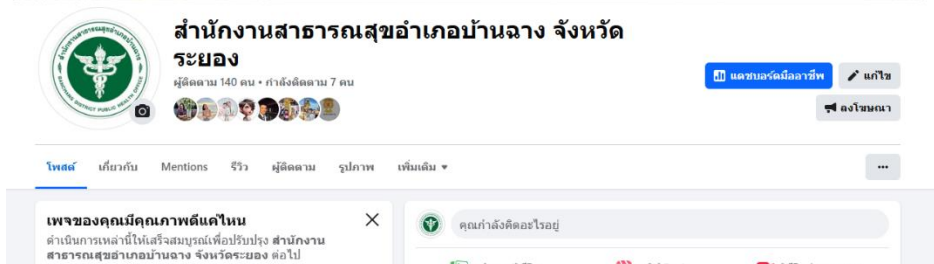 สำนักงานสาธารณสุขอำเภอบ้านฉาง จังหวัด
ระยอง
ผู้ติดตาม 140 คน • กำลังติดตาม 7 คน
แดชบอร์ดมืออาชีพ
แก้ไข
ลงโฆษณา
โพสต์ เกี่ยวกับ Mentions รีวิว ผู้ติดตาม รูปภาพ เพิ่มเติม
เพจของคุณมีคุณภาพดีแค่ไหน
ดำเนินการเหล่านี้ให้เสร็จสมบูรณ์เพื่อปรับปรุง สำนักงาน
สาธารณสุขอำเภอบ้านฉาง จังหวัดระยอง ต่อไป
คุณกำลังคิดอะไรอยู่